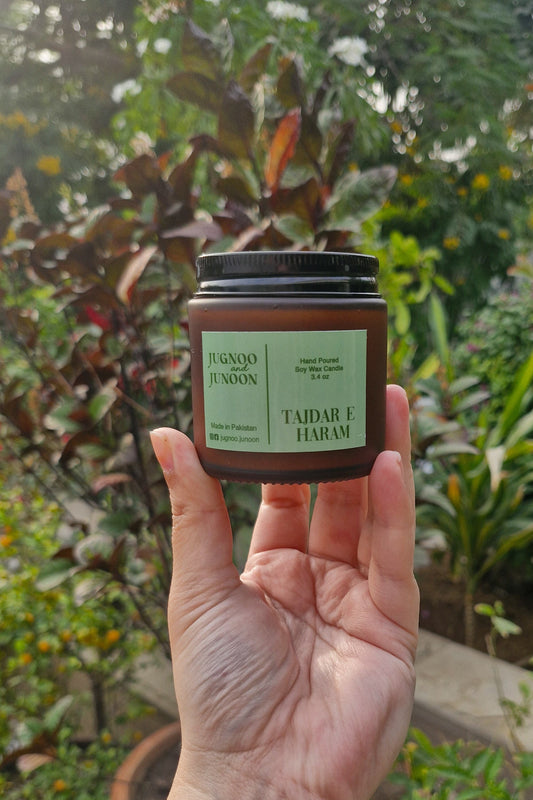 JUGNOO
and
JUNOON
Made in Pakistan
jugnoo.junoon
Hand Poured
Soy Wax Candle
3.4 oz
TAJDAR E
HARAM